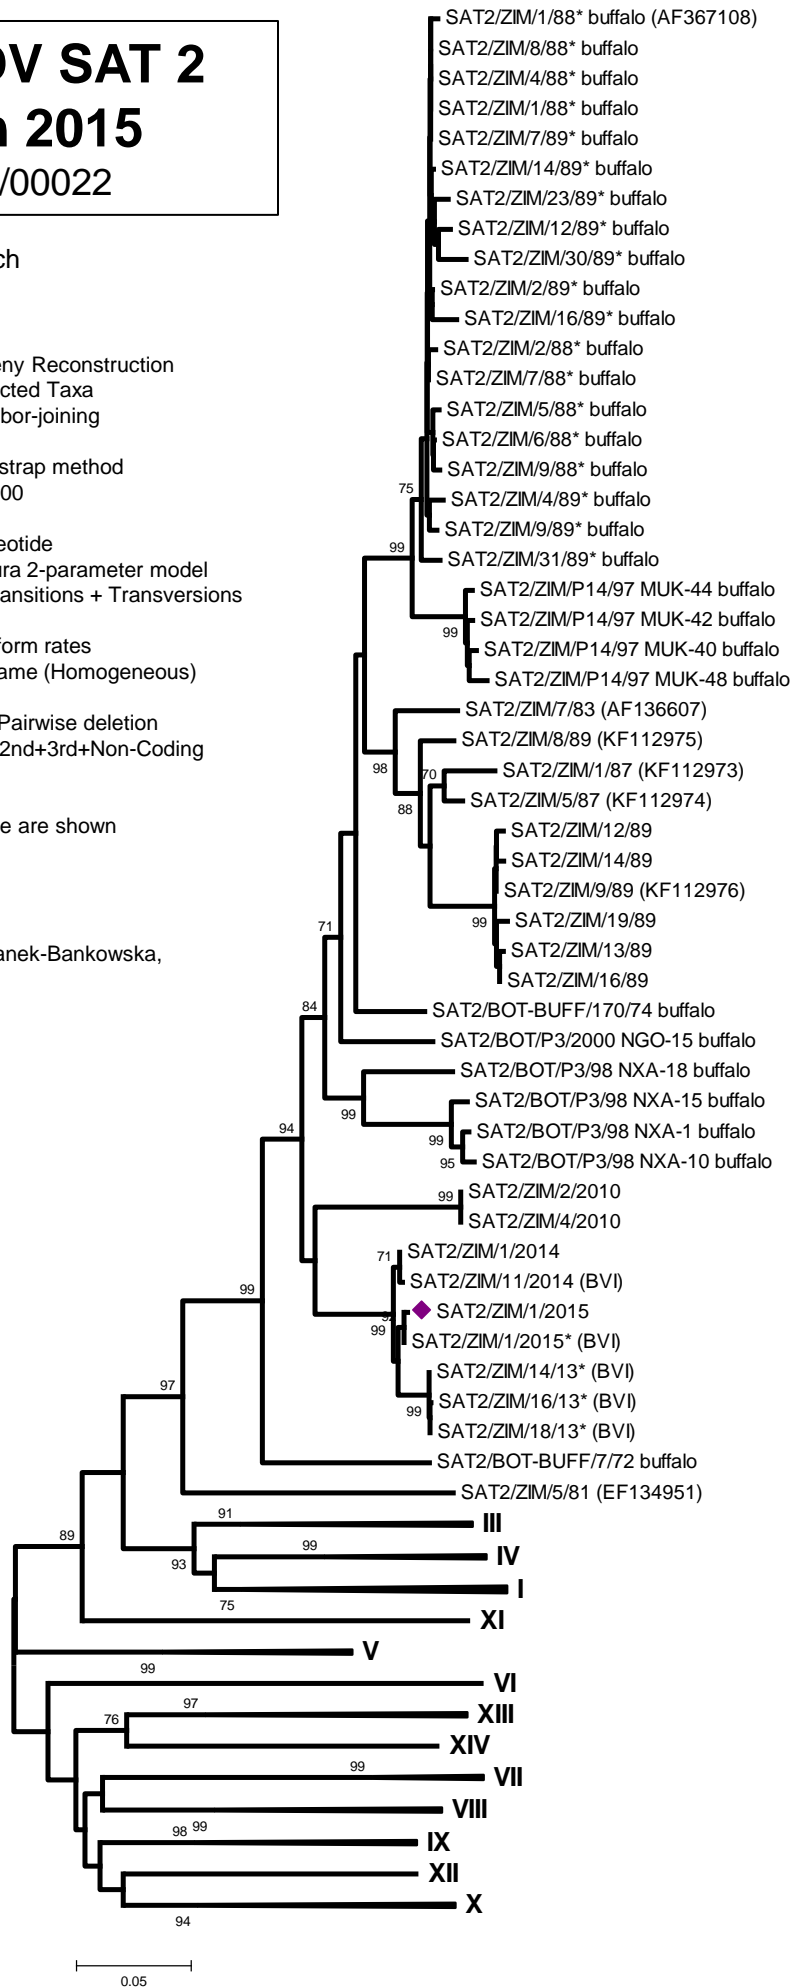 V SAT 2
2015
/00022
ch
ny Reconstruction
cted Taxa
bor-joining
strap method
00
eotide
ura 2-parameter model
ansitions + Transversions
form rates
ame (Homogeneous)
Pairwise deletion
2nd+3rd+Non-Coding
e are shown
anek-Bankowska,
SAT2/ZIM/1/88* buffalo (AF367108)
SAT2/ZIM/8/88* buffalo
SAT2/ZIM/4/88* buffalo
SAT2/ZIM/1/88* buffalo
SAT2/ZIM/7/89* buffalo
SAT2/ZIM/14/89* buffalo
SAT2/ZIM/23/89* buffalo
SAT2/ZIM/12/89* buffalo
SAT2/ZIM/30/89* buffalo
SAT2/ZIM/2/89* buffalo
SAT2/ZIM/16/89* buffalo
SAT2/ZIM/2/88* buffalo
SAT2/ZIM/7/88* buffalo
SAT2/ZIM/5/88* buffalo
SAT2/ZIM/6/88* buffalo
SAT2/ZIM/9/88* buffalo
75
SAT2/ZIM/4/89* buffalo
SAT2/ZIM/9/89* buffalo
99
SAT2/ZIM/31/89* buffalo
SAT2/ZIM/P14/97 MUK-44 buffalo
SAT2/ZIM/P14/97 MUK-42 buffalo
99
SAT2/ZIM/P14/97 MUK-40 buffalo
SAT2/ZIM/P14/97 MUK-48 buffalo
SAT2/ZIM/7/83 (AF136607)
SAT2/ZIM/8/89 (KF112975)
98
70
SAT2/ZIM/1/87 (KF112973)
SAT2/ZIM/5/87 (KF112974)
88
SAT2/ZIM/12/89
SAT2/ZIM/14/89
SAT2/ZIM/9/89 (KF112976)
99
SAT2/ZIM/19/89
SAT2/ZIM/13/89
SAT2/ZIM/16/89
71
84
SAT2/BOT-BUFF/170/74 buffalo
SAT2/BOT/P3/2000 NGO-15 buffalo
SAT2/BOT/P3/98 NXA-18 buffalo
99
SAT2/BOT/P3/98 NXA-15 buffalo
94
99
SAT2/BOT/P3/98 NXA-1 buffalo
95
SAT2/BOT/P3/98 NXA-10 buffalo
99
SAT2/ZIM/2/2010
SAT2/ZIM/4/2010
71
SAT2/ZIM/1/2014
SAT2/ZIM/11/2014 (BVI)
99
SAT2/ZIM/1/2015
99
SAT2/ZIM/1/2015* (BVI)
SAT2/ZIM/14/13* (BVI)
97
SAT2/ZIM/16/13* (BVI)
99
SAT2/ZIM/18/13* (BVI)
SAT2/BOT-BUFF/7/72 buffalo
SAT2/ZIM/5/81 (EF134951)
91
III
89
99
IV
93
I
75
XI
V
99
VI
97
XIII
76
XIV
99
VII
VIII
98 99
IX
XII
X
94
0.05